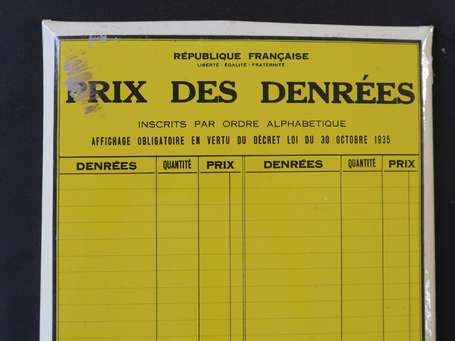 RÉPUBLIQUE FRANÇAISE
LIBERTÉ · ÉGALITÉ · FRATERNITÉ
PRIX DES DENRÉES
INSCRITS PAR ORDRE ALPHABETIQUE
AFFICHAGE OBLIGATOIRE EN VERTU DU DÉCRET LOI DU 30 OCTOBRE 1935
DENRÉES QUANTITÉ PRIX DENRÉES QUANTITÉ PRIX